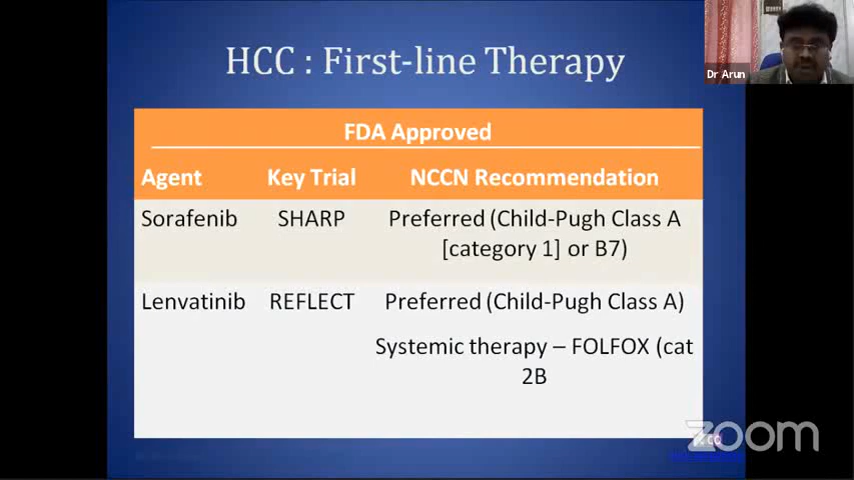 HCC : First-line Therapy
Dr Arun
FDA Approved
Agent Key Trial NCCN Recommendation
Sorafenib SHARP Preferred (Child-Pugh Class A
[category 1] or B7)
Lenvatinib REFLECT Preferred (Child-Pugh Class A)
Systemic therapy – FOLFOX (cat
2B
zoom